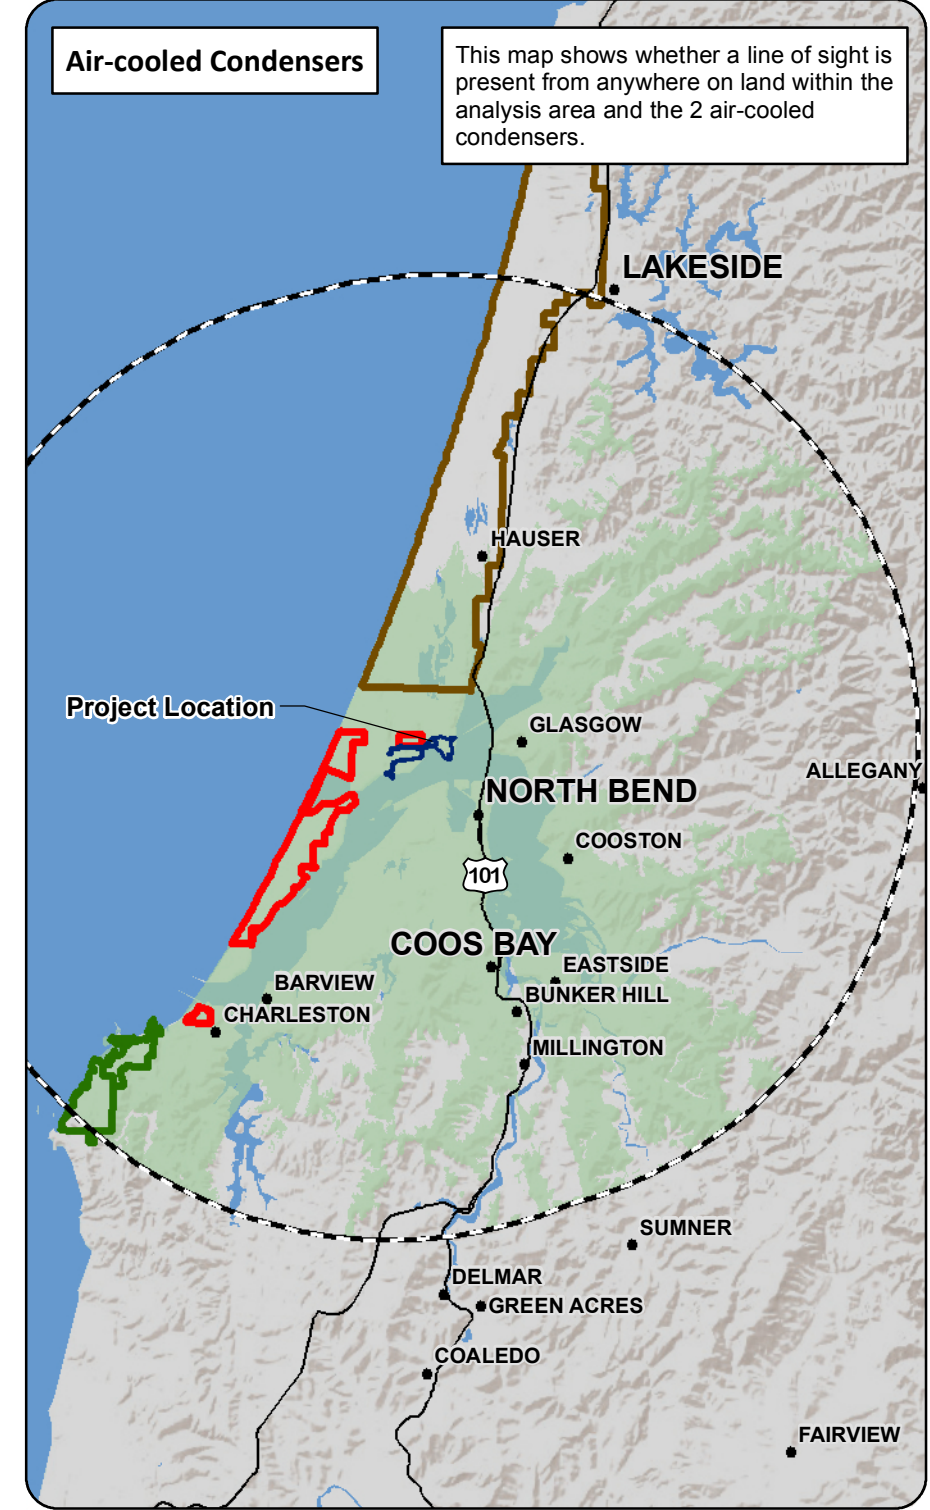 Air-cooled Condensers
This map shows whether a line of sight is
present from anywhere on land within the
analysis area and the 2 air-cooled
condensers.
LAKESIDE
HAUSER
Project Location
GLASGOW
ALLEGANY
NORTH BEND
COOSTON
101
COOS BAY
EASTSIDE
BARVIEW
BUNKER HILL
CHARLESTON
MILLINGTON
SUMNER
DELMAR
GREEN ACRES
COALEDO
FAIRVIEW